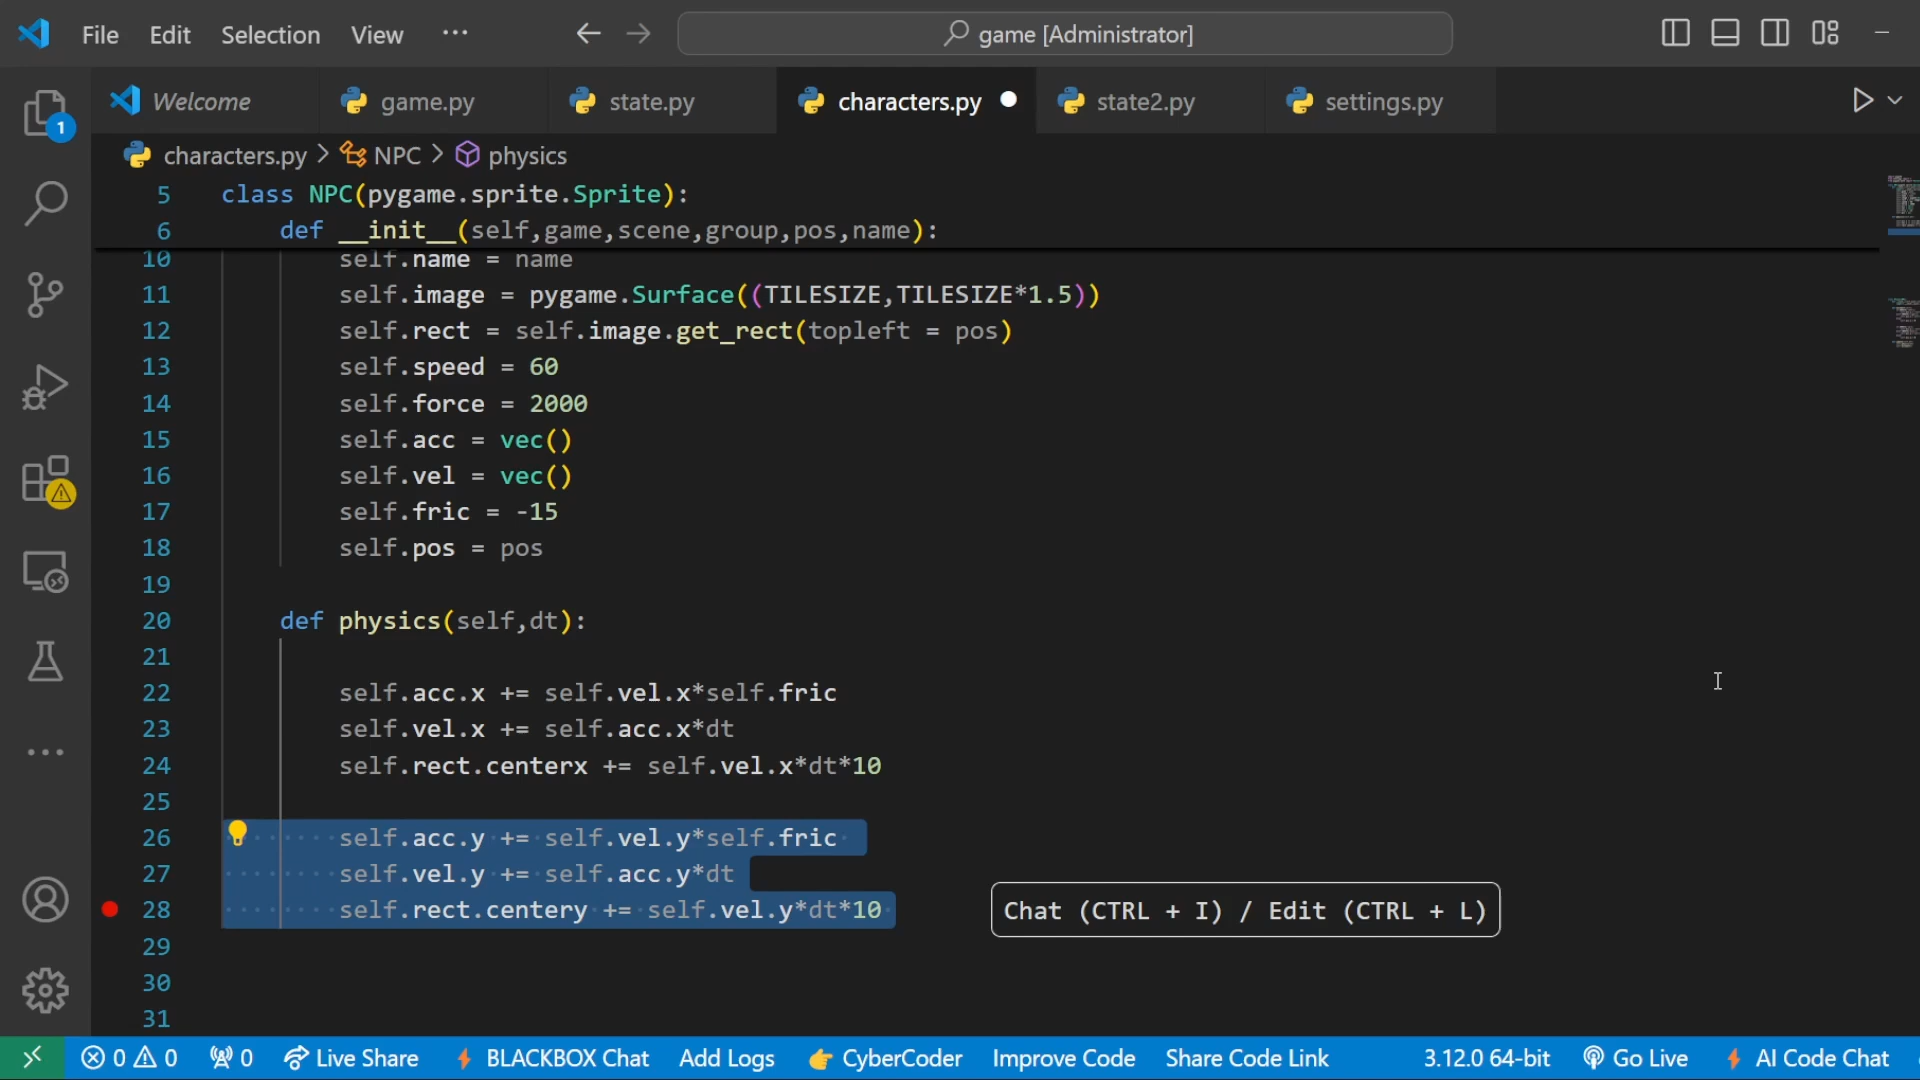 File Edit Selection View ··· game [Administrator]
Welcome game.py state.py characters.py state2.py settings.py
1
characters.py > NPC > physics
5 class NPC(pygame.sprite.Sprite):
6 def __init__(self,game,scene,group,pos,name):
10 self.name = name
11 self.image = pygame.Surface((TILESIZE,TILESIZE*1.5))
12 self.rect = self.image.get_rect(topleft = pos)
13 self.speed = 60
14 self.force = 2000
15 self.acc = vec()
16 self.vel = vec()
17 self.fric = -15
18 self.pos = pos
19
20 def physics(self,dt):
21
22 self.acc.x += self.vel.x*self.fric
23 self.vel.x += self.acc.x*dt
24 self.rect.centerx += self.vel.x*dt*10
25
26 self.acc.y += self.vel.y*self.fric
27 self.vel.y += self.acc.y*dt
28 self.rect.centery += self.vel.y*dt*10 Chat (CTRL + I) / Edit (CTRL + L)
29
30
31
0 0 0 Live Share BLACKBOX Chat Add Logs CyberCoder Improve Code Share Code Link 3.12.0 64-bit Go Live AI Code Chat